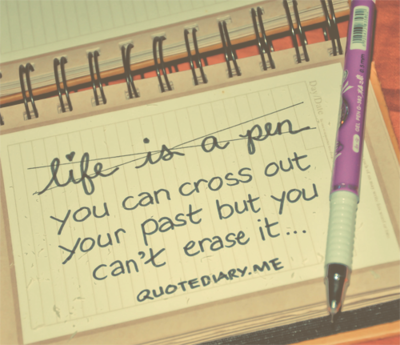 life is a pen
you can cross out
your past but you
can't erase it...
QUOTEDIARY.ME